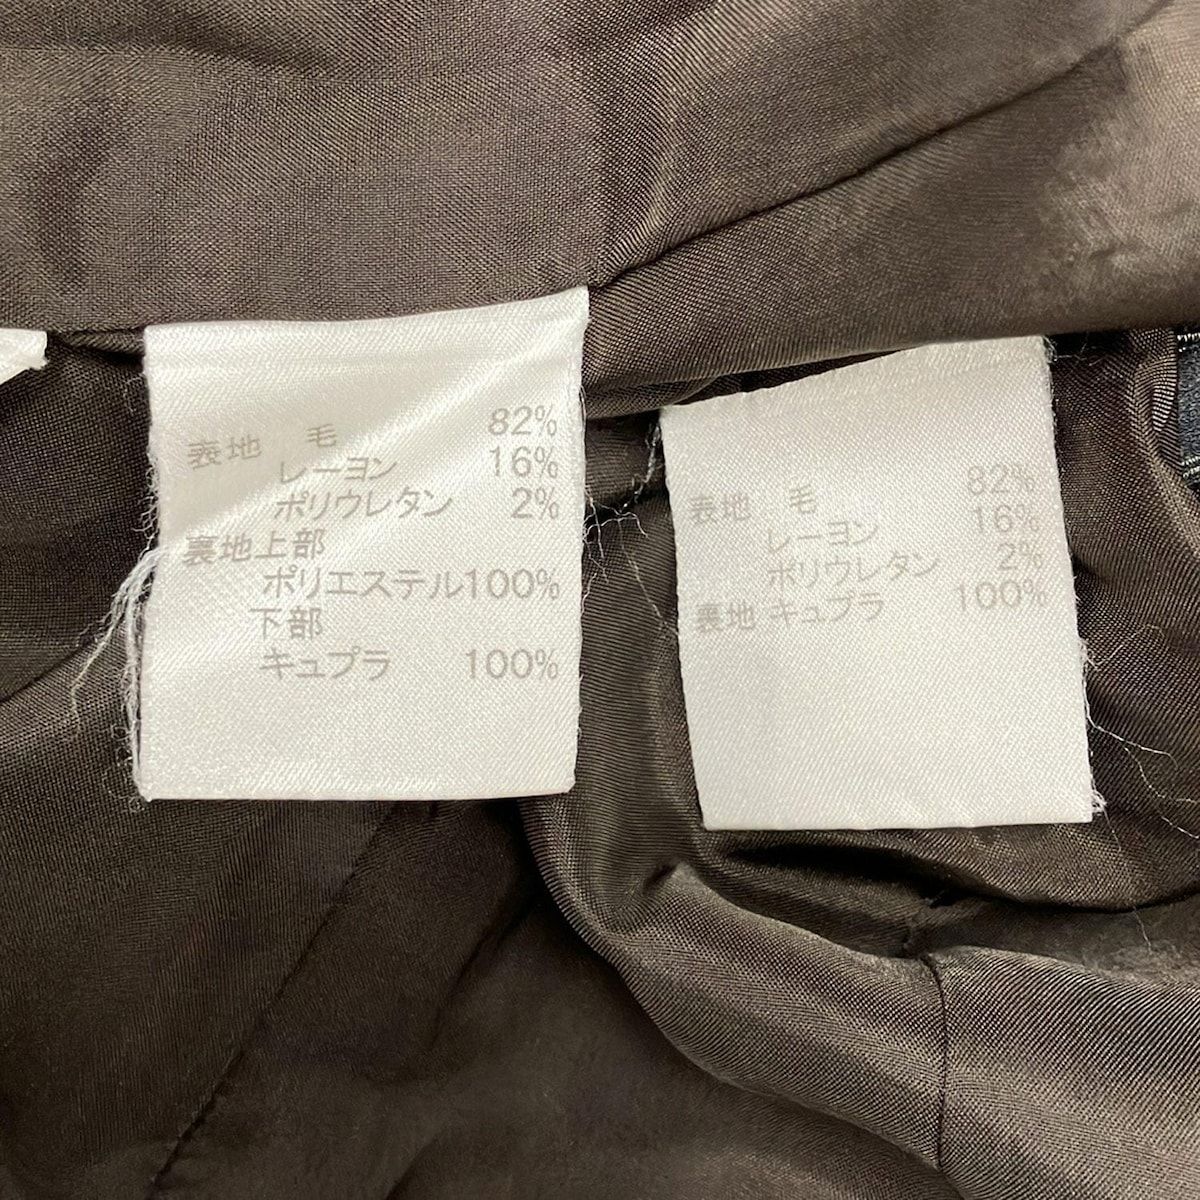 表地 毛 82%
レーヨン 16%
ポリウレタン 2%
裏地上部
ポリエステル100%
下部
キュプラ 100%
表地 毛 82%
レーヨン 16%
ポリウレタン 2%
裏地 キュプラ 100%